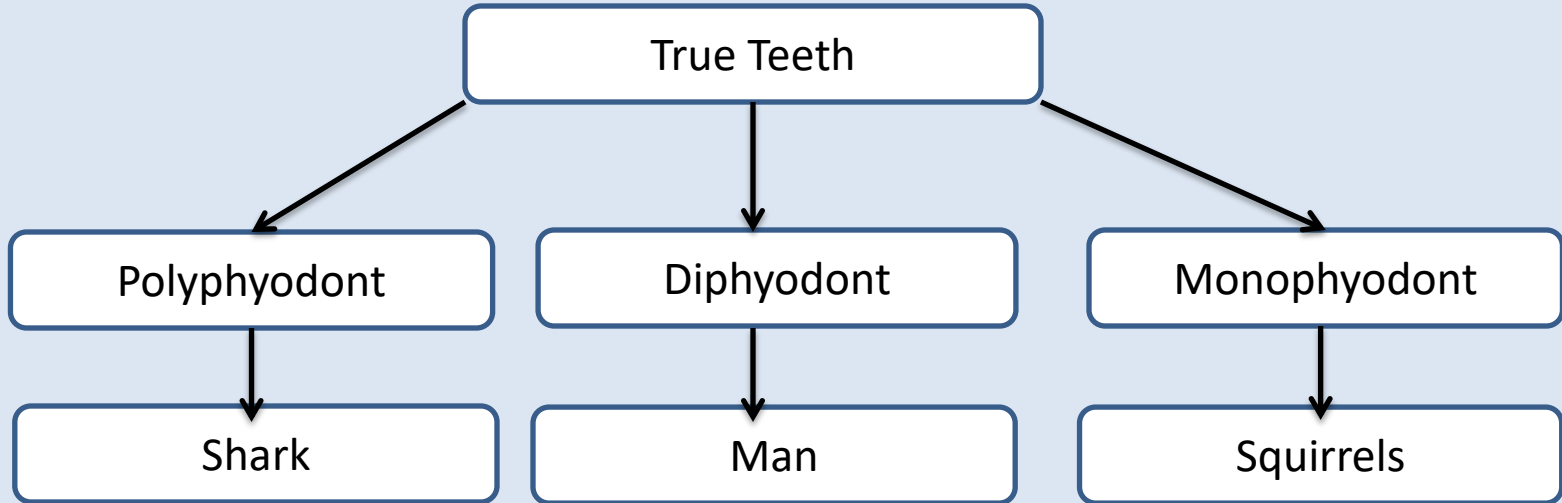 True Teeth
Polyphyodont
Diphyodont
Monophyodont
Shark
Man
Squirrels